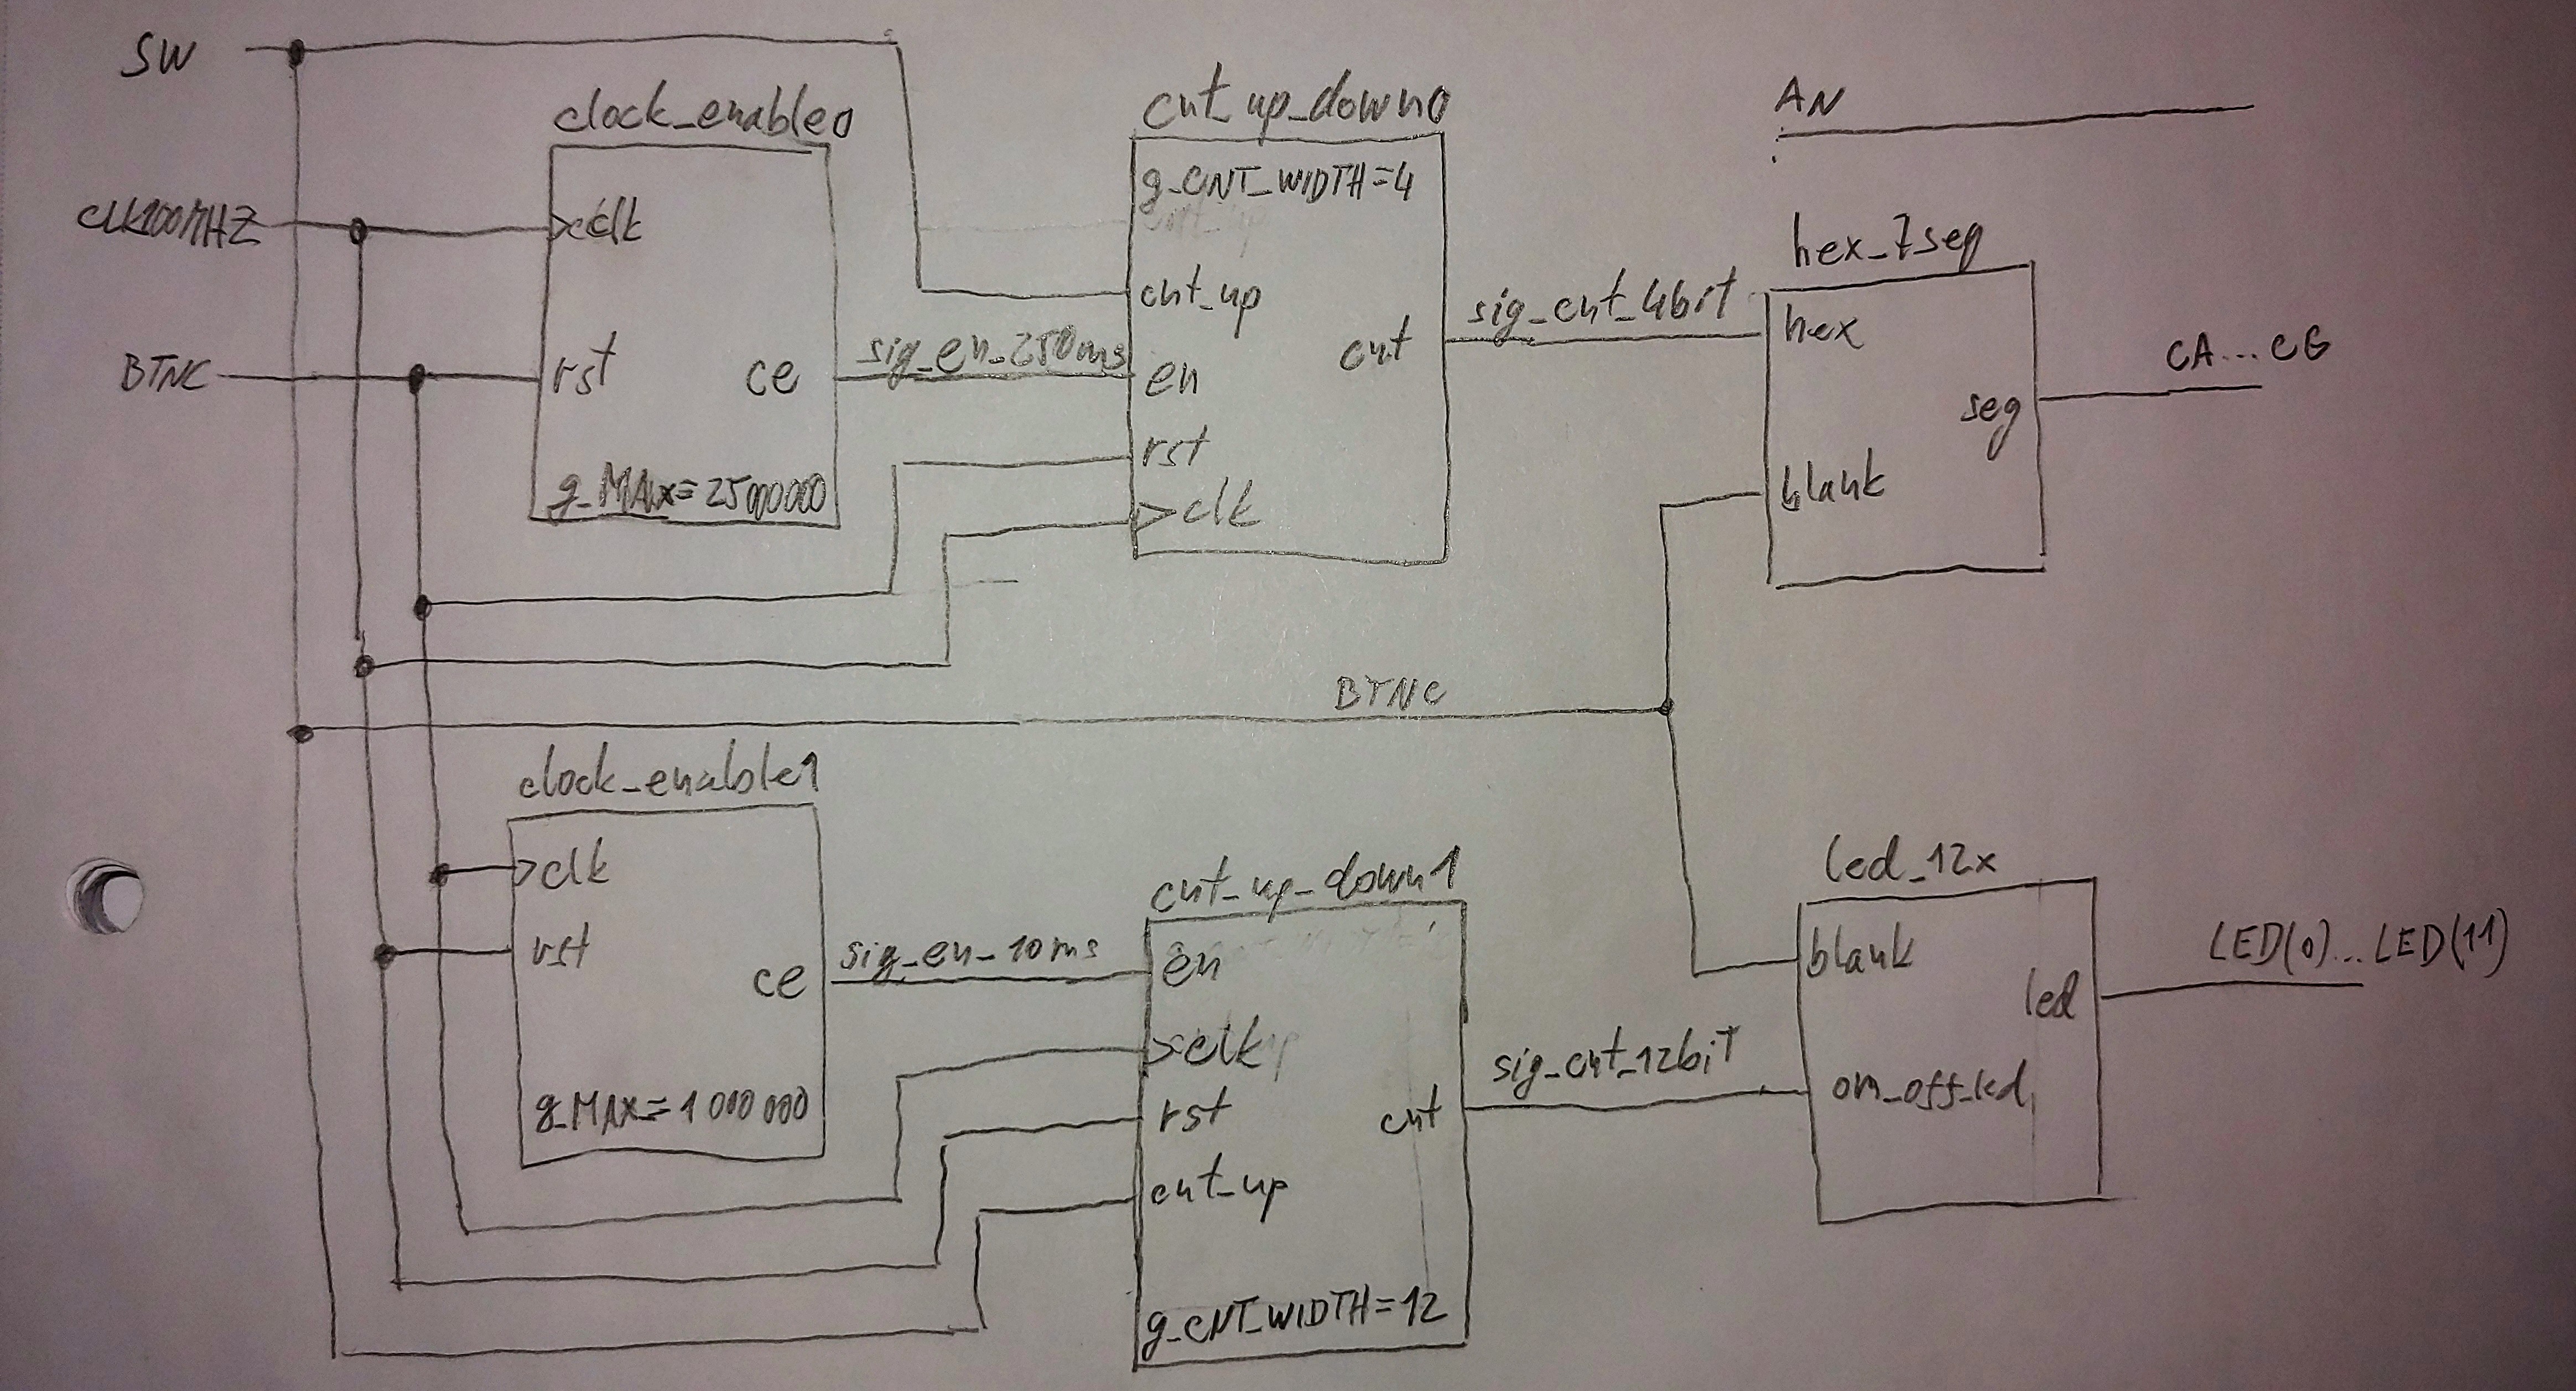 SW
clock_enable0
cnt_up_down0
AN
g_CNT_WIDTH=4
CLK100MHZ
>clk
hex_7seg
cnt_up
sig_cnt_4bit
hex
BTNC
rst
ce
sig_en_250ms
en
cnt
CA...CG
seg
rst
blank
g_MAX=25000000
>clk
BTNC
clock_enable1
>clk
cnt_up_down1
led_12x
rst
ce
sig_en_10ms
en
blank
led
LED(0)...LED(11)
>clk
sig_cnt_12bit
on_off_led
g_MAX=1000000
rst
cnt
cnt_up
g_CNT_WIDTH=12